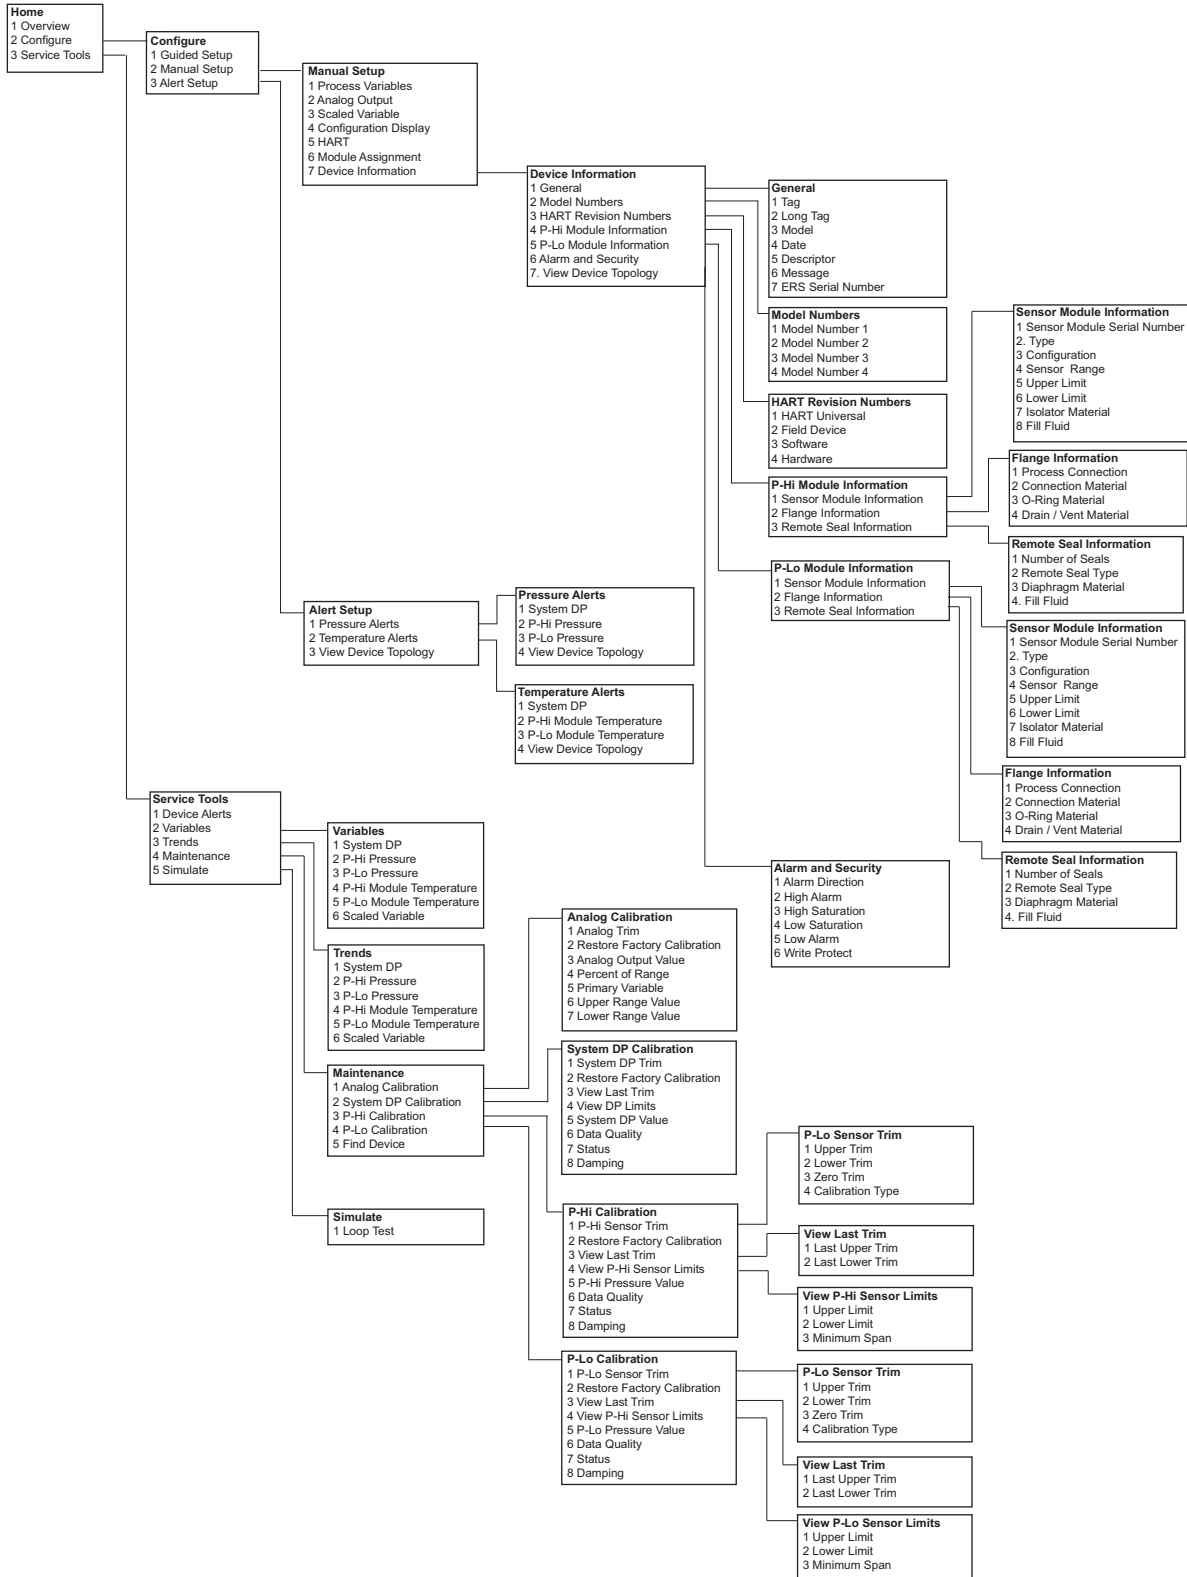 Home
1 Overview
2 Configure
3 Service Tools
Configure
1 Guided Setup
2 Manual Setup
3 Alert Setup
Manual Setup
1 Process Variables
2 Analog Output
3 Scaled Variable
4 Configuration Display
5 HART
6 Module Assignment
7 Device Information
Device Information
1 General
2 Model Numbers
3 HART Revision Numbers
4 P-Hi Module Information
5 P-Lo Module Information
6 Alarm and Security
7. View Device Topology
General
1 Tag
2 Long Tag
3 Model
4 Date
5 Descriptor
6 Message
7 ERS Serial Number
Model Numbers
1 Model Number 1
2 Model Number 2
3 Model Number 3
4 Model Number 4
HART Revision Numbers
1 HART Universal
2 Field Device
3 Software
4 Hardware
P-Hi Module Information
1 Sensor Module Information
2 Flange Information
3 Remote Seal Information
Sensor Module Information
1 Sensor Module Serial Number
2. Type
3 Configuration
4 Sensor Range
5 Upper Limit
6 Lower Limit
7 Isolator Material
8 Fill Fluid
Flange Information
1 Process Connection
2 Connection Material
3 O-Ring Material
4 Drain / Vent Material
Remote Seal Information
1 Number of Seals
2 Remote Seal Type
3 Diaphragm Material
4. Fill Fluid
P-Lo Module Information
1 Sensor Module Information
2 Flange Information
3 Remote Seal Information
Sensor Module Information
1 Sensor Module Serial Number
2. Type
3 Configuration
4 Sensor Range
5 Upper Limit
6 Lower Limit
7 Isolator Material
8 Fill Fluid
Flange Information
1 Process Connection
2 Connection Material
3 O-Ring Material
4 Drain / Vent Material
Remote Seal Information
1 Number of Seals
2 Remote Seal Type
3 Diaphragm Material
4. Fill Fluid
Alarm and Security
1 Alarm Direction
2 High Alarm
3 High Saturation
4 Low Saturation
5 Low Alarm
6 Write Protect
Alert Setup
1 Pressure Alerts
2 Temperature Alerts
3 View Device Topology
Pressure Alerts
1 System DP
2 P-Hi Pressure
3 P-Lo Pressure
4 View Device Topology
Temperature Alerts
1 System DP
2 P-Hi Module Temperature
3 P-Lo Module Temperature
4 View Device Topology
Service Tools
1 Device Alerts
2 Variables
3 Trends
4 Maintenance
5 Simulate
Variables
1 System DP
2 P-Hi Pressure
3 P-Lo Pressure
4 P-Hi Module Temperature
5 P-Lo Module Temperature
6 Scaled Variable
Trends
1 System DP
2 P-Hi Pressure
3 P-Lo Pressure
4 P-Hi Module Temperature
5 P-Lo Module Temperature
6 Scaled Variable
Maintenance
1 Analog Calibration
2 System DP Calibration
3 P-Hi Calibration
4 P-Lo Calibration
5 Find Device
Simulate
1 Loop Test
Analog Calibration
1 Analog Trim
2 Restore Factory Calibration
3 Analog Output Value
4 Percent of Range
5 Primary Variable
6 Upper Range Value
7 Lower Range Value
System DP Calibration
1 System DP Trim
2 Restore Factory Calibration
3 View Last Trim
4 View DP Limits
5 System DP Value
6 Data Quality
7 Status
8 Damping
P-Hi Calibration
1 P-Hi Sensor Trim
2 Restore Factory Calibration
3 View Last Trim
4 View P-Hi Sensor Limits
5 P-Hi Pressure Value
6 Data Quality
7 Status
8 Damping
P-Lo Sensor Trim
1 Upper Trim
2 Lower Trim
3 Zero Trim
4 Calibration Type
View Last Trim
1 Last Upper Trim
2 Last Lower Trim
View P-Hi Sensor Limits
1 Upper Limit
2 Lower Limit
3 Minimum Span
P-Lo Calibration
1 P-Lo Sensor Trim
2 Restore Factory Calibration
3 View Last Trim
4 View P-Hi Sensor Limits
5 P-Lo Pressure Value
6 Data Quality
7 Status
8 Damping
P-Lo Sensor Trim
1 Upper Trim
2 Lower Trim
3 Zero Trim
4 Calibration Type
View Last Trim
1 Last Upper Trim
2 Last Lower Trim
View P-Lo Sensor Limits
1 Upper Limit
2 Lower Limit
3 Minimum Span